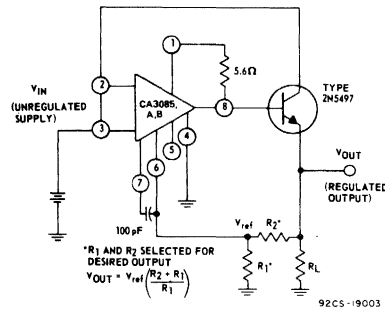 VIN
(UNREGULATED
SUPPLY)
2
3
1
CA3085,
A,B
5.6Ω
8
TYPE
2N5497
4
5
6
7
100 pF
VOUT
(REGULATED
OUTPUT)
Vref
R2*
R1*
RL
*R1 AND R2 SELECTED FOR
DESIRED OUTPUT
VOUT = Vref (R2 + R1 / R1)
92CS-19003